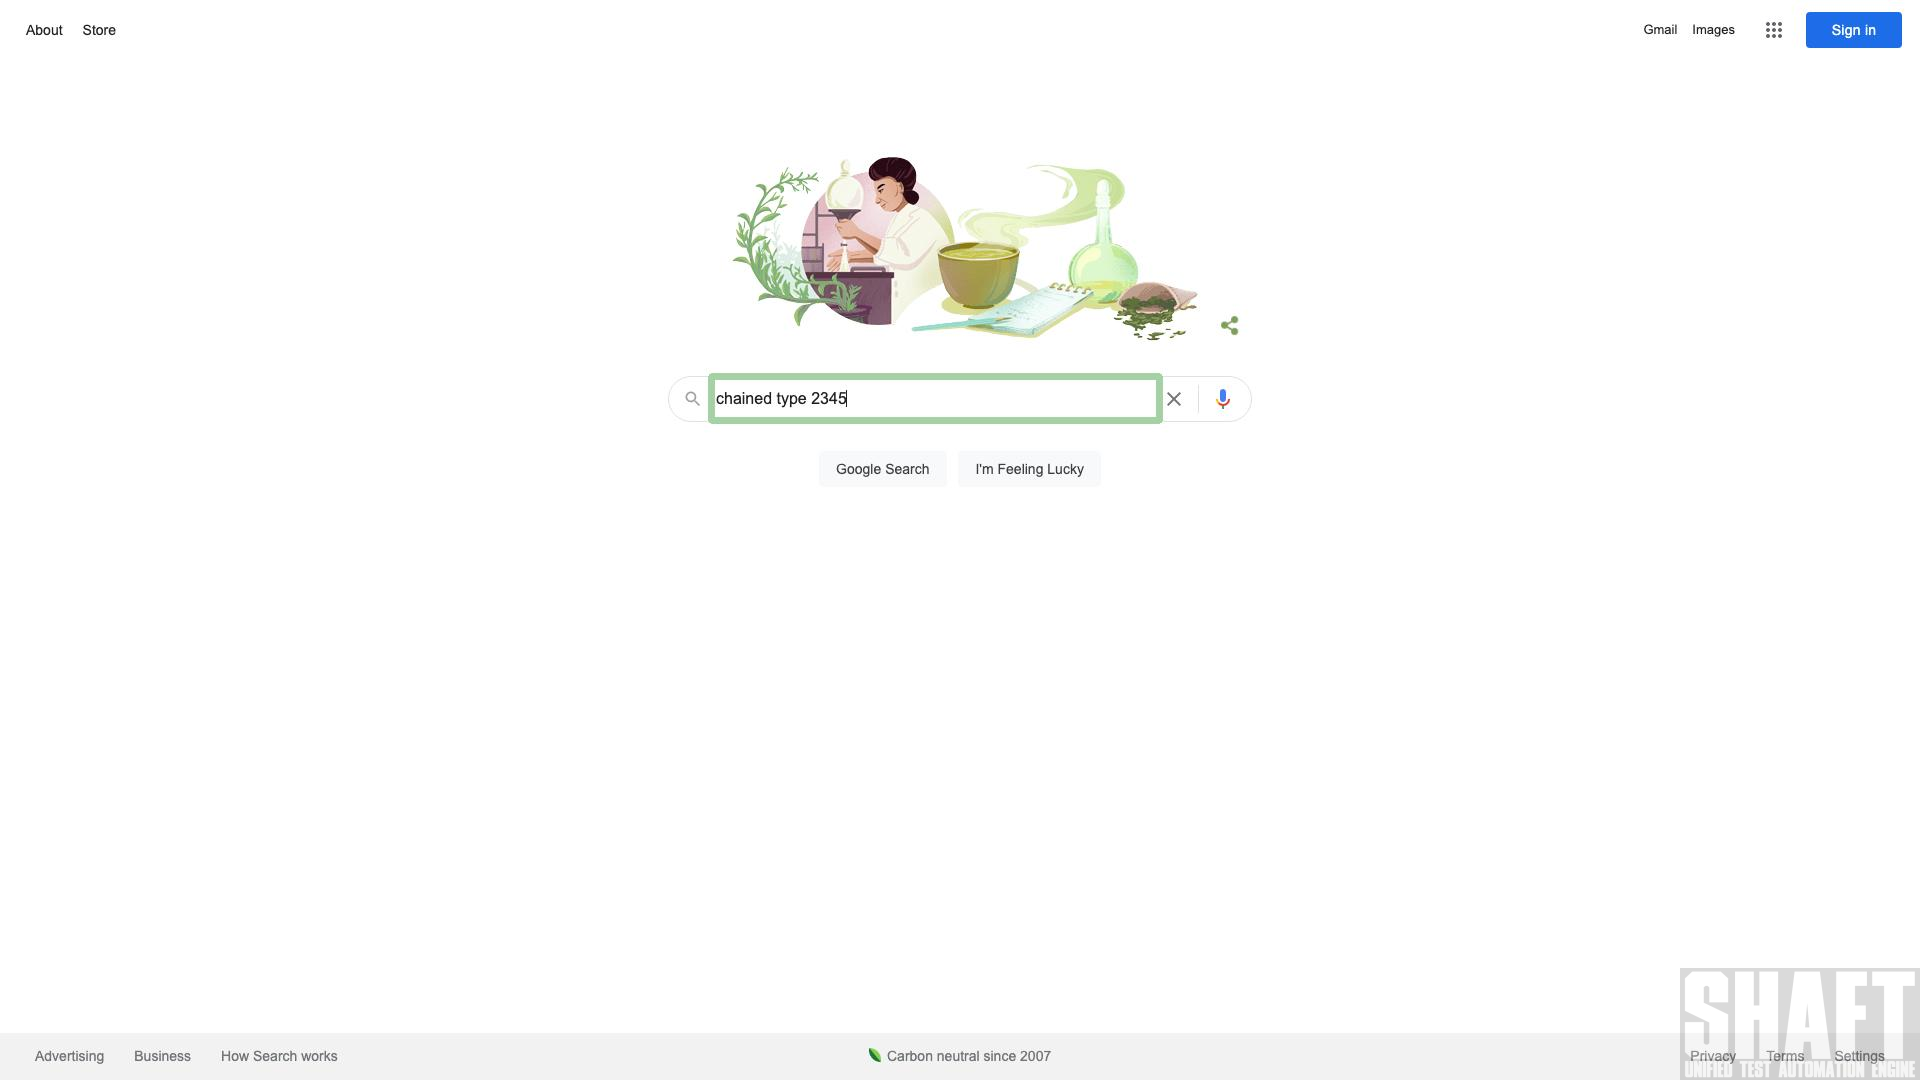 About Store
Gmail Images Sign in
chained type 2345
Google Search I'm Feeling Lucky
Advertising Business How Search works Carbon neutral since 2007 Privacy Terms Settings
SHAFT
UNIFIED TEST AUTOMATION ENGINE